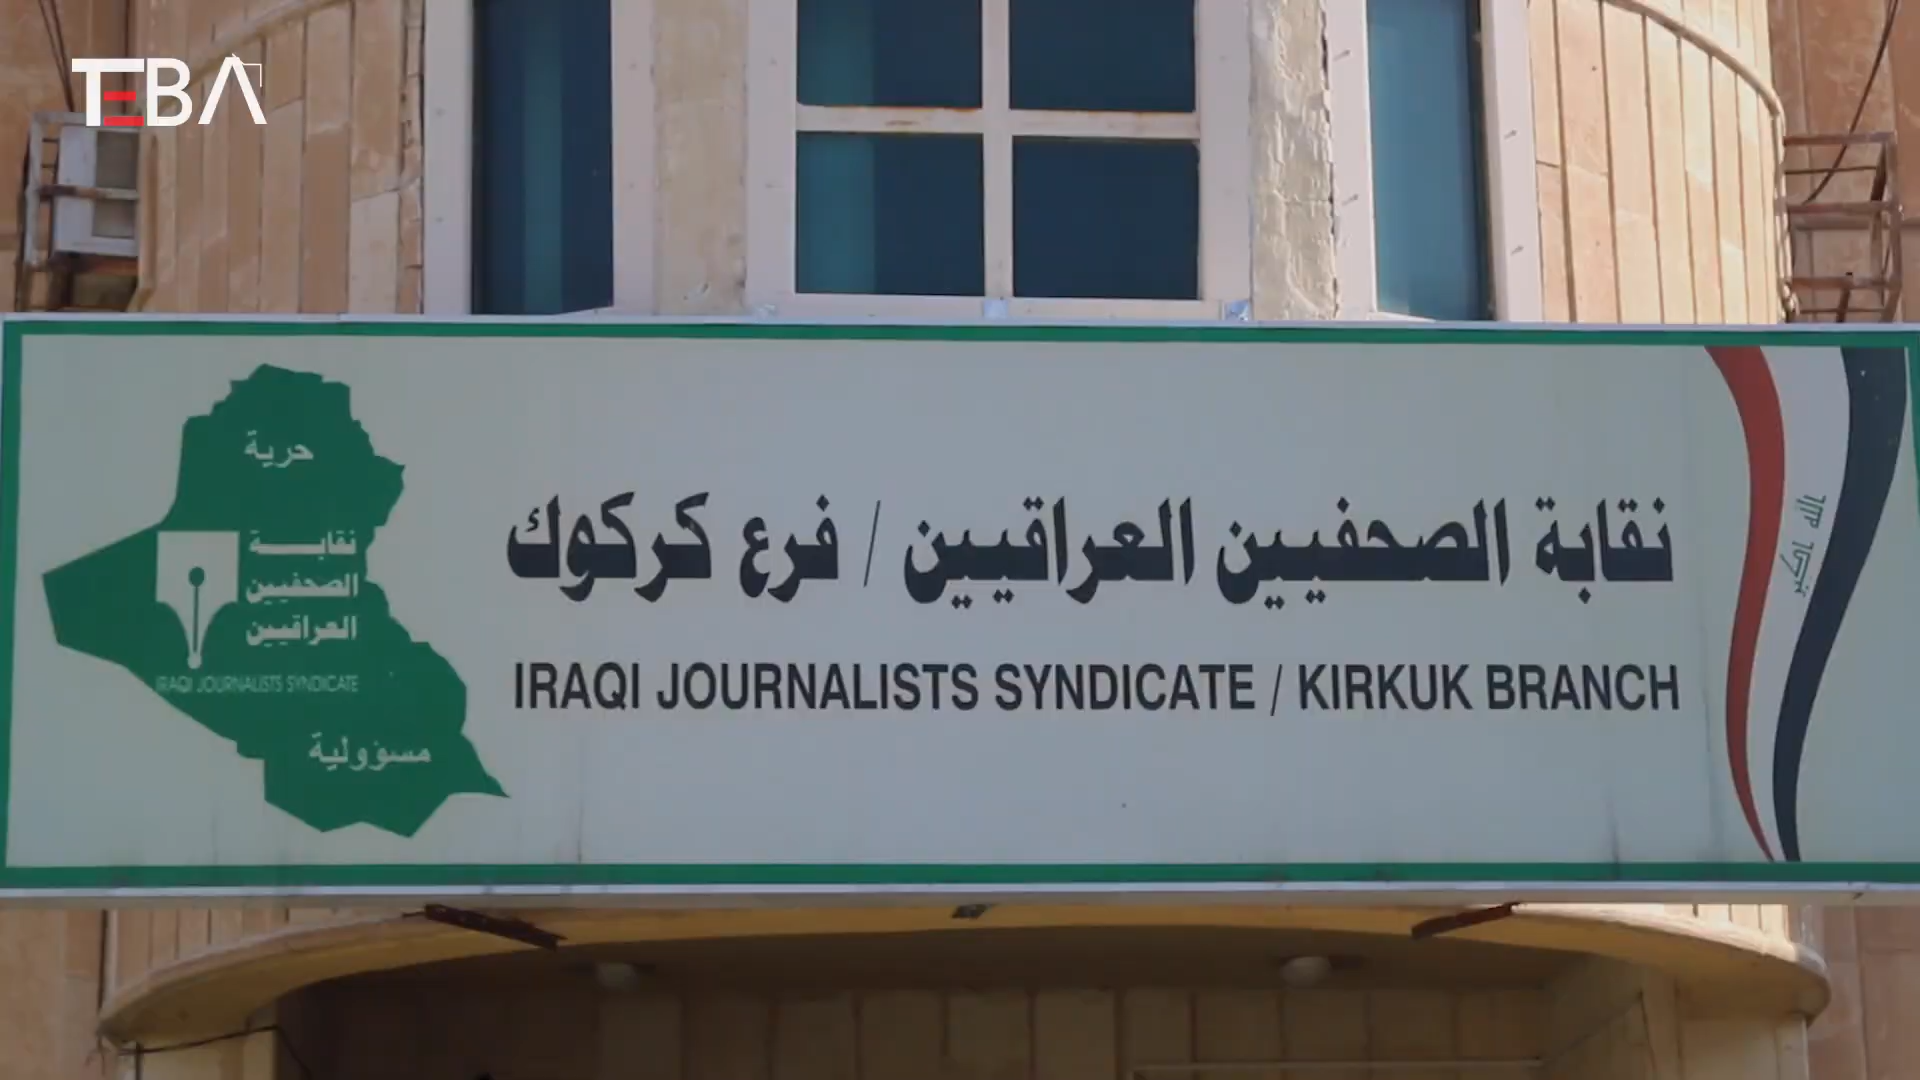 TEBA
حرية
نقابة
الصحفيين
العراقيين
IRAQI JOURNALISTS SYNDICATE
مسؤولية
نقابة الصحفيين العراقيين / فرع كركوك
IRAQI JOURNALISTS SYNDICATE / KIRKUK BRANCH
الله اكبر